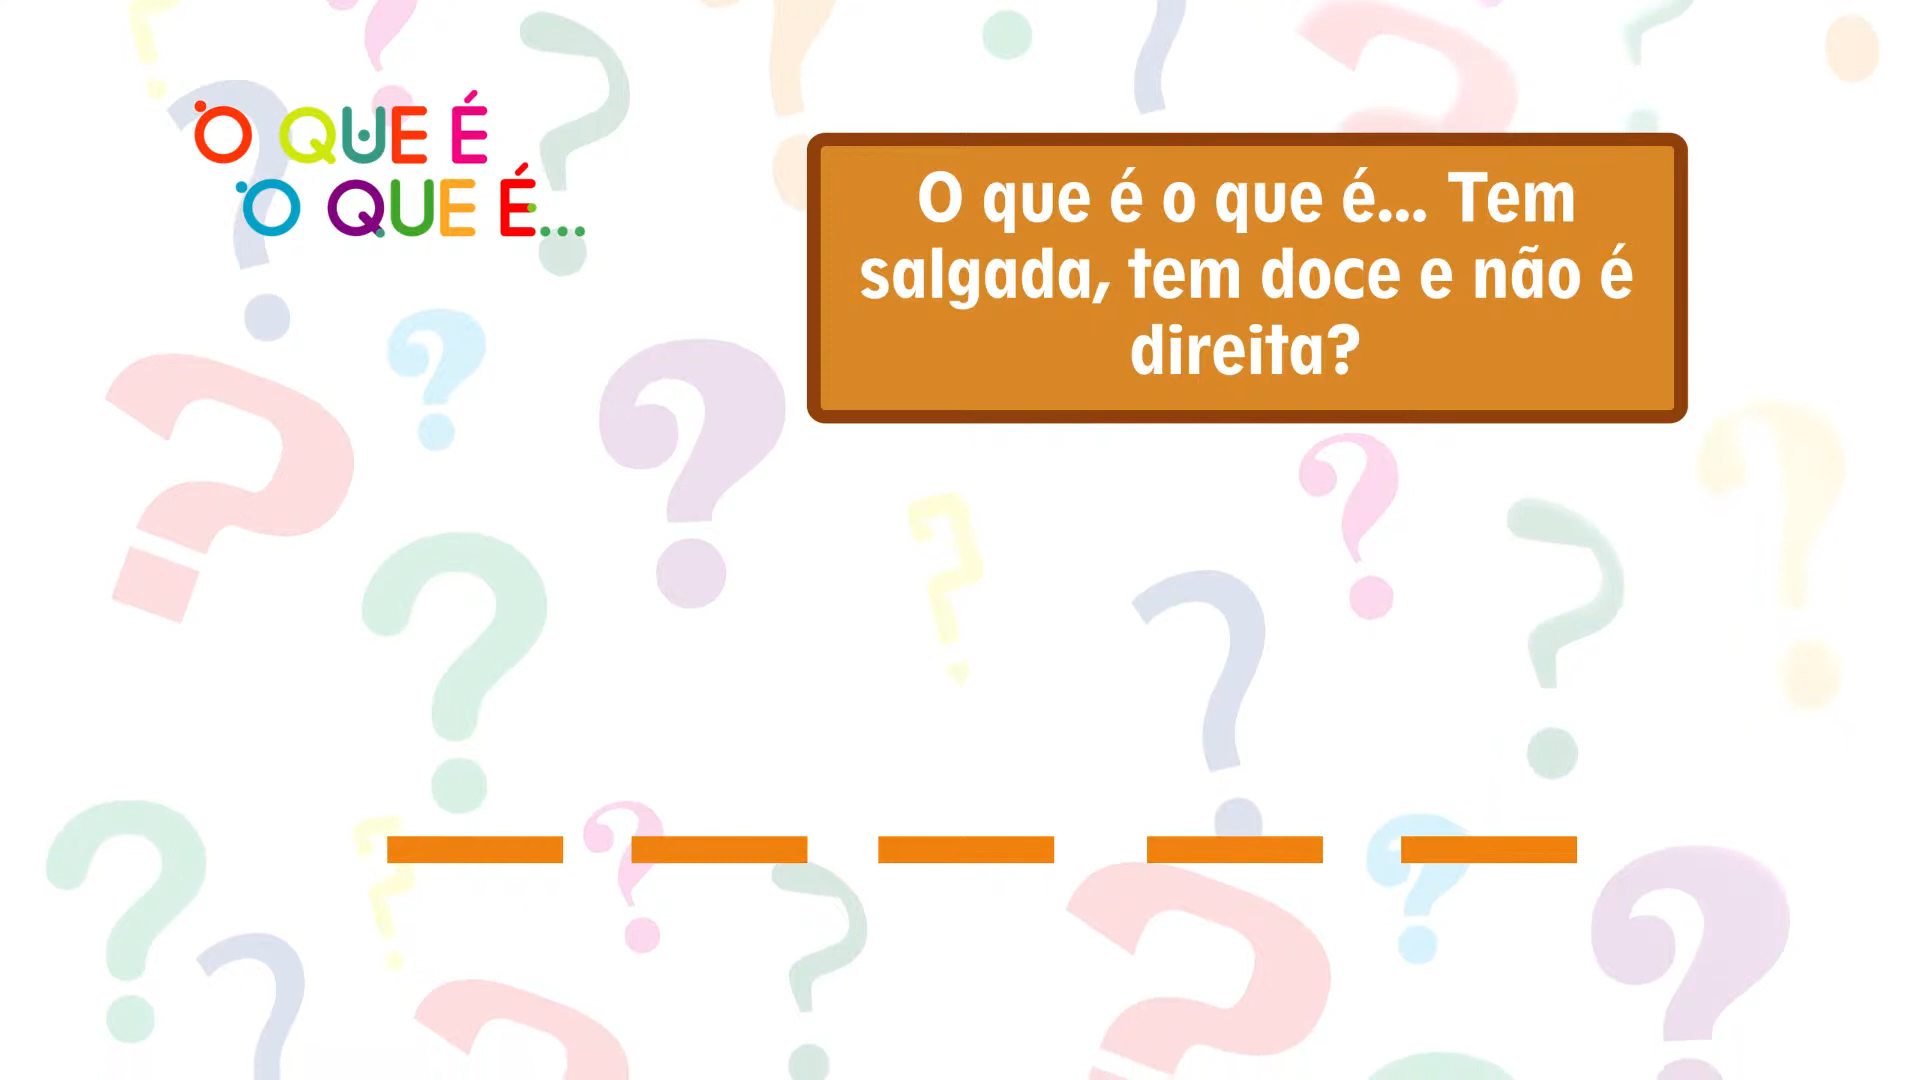 O QUE É
O QUE É...
O que é o que é... Tem
salgada, tem doce e não é
direita?